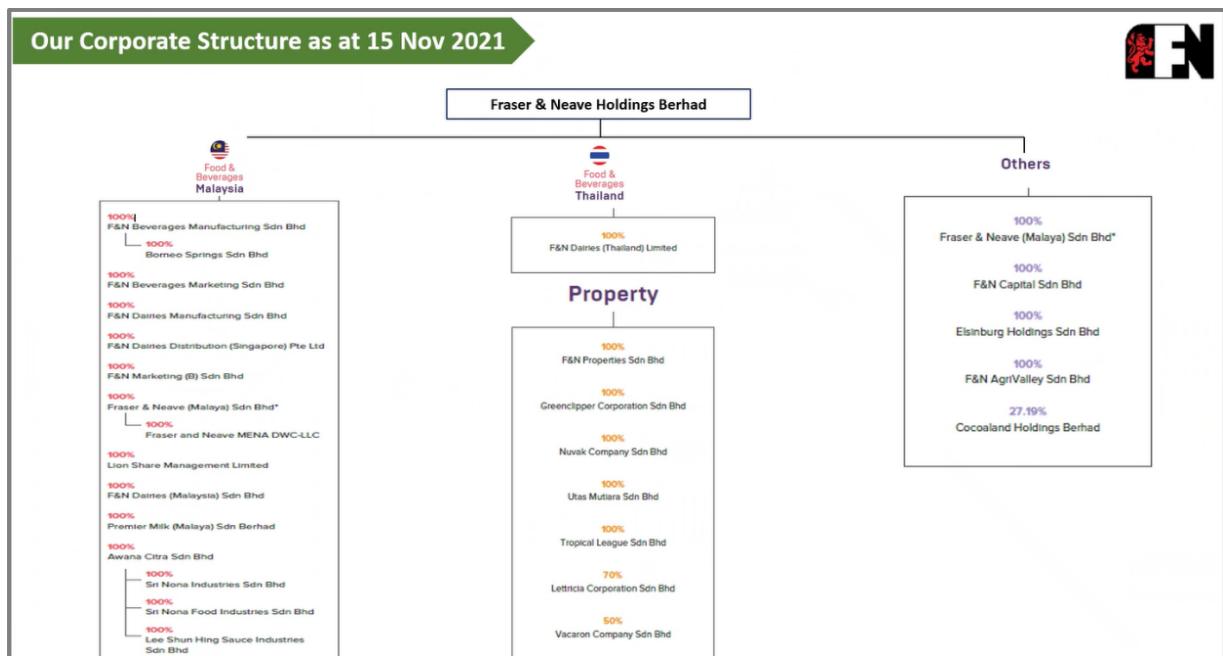 Our Corporate Structure as at 15 Nov 2021
FN
Fraser & Neave Holdings Berhad
Food &
Beverages
Malaysia
100%
F&N Beverages Manufacturing Sdn Bhd
100%
Borneo Springs Sdn Bhd
100%
F&N Beverages Marketing Sdn Bhd
100%
F&N Dairies Manufacturing Sdn Bhd
100%
F&N Dairies Distribution (Singapore) Pte Ltd
100%
F&N Marketing (B) Sdn Bhd
100%
Fraser & Neave (Malaya) Sdn Bhd*
100%
Fraser and Neave MENA DWC-LLC
100%
Lion Share Management Limited
100%
F&N Dairies (Malaysia) Sdn Bhd
100%
Premier Milk (Malaya) Sdn Berhad
100%
Awana Citra Sdn Bhd
100%
Sri Nona Industries Sdn Bhd
100%
Sri Nona Food Industries Sdn Bhd
100%
Lee Shun Hing Sauce Industries
Sdn Bhd
Food &
Beverages
Thailand
100%
F&N Dairies (Thailand) Limited
Property
100%
F&N Properties Sdn Bhd
100%
Greenclipper Corporation Sdn Bhd
100%
Nuvak Company Sdn Bhd
100%
Utas Mutiara Sdn Bhd
100%
Tropical League Sdn Bhd
70%
Lettricia Corporation Sdn Bhd
50%
Vacaron Company Sdn Bhd
Others
100%
Fraser & Neave (Malaya) Sdn Bhd*
100%
F&N Capital Sdn Bhd
100%
Elsinburg Holdings Sdn Bhd
100%
F&N AgriValley Sdn Bhd
27.19%
Cocoaland Holdings Berhad